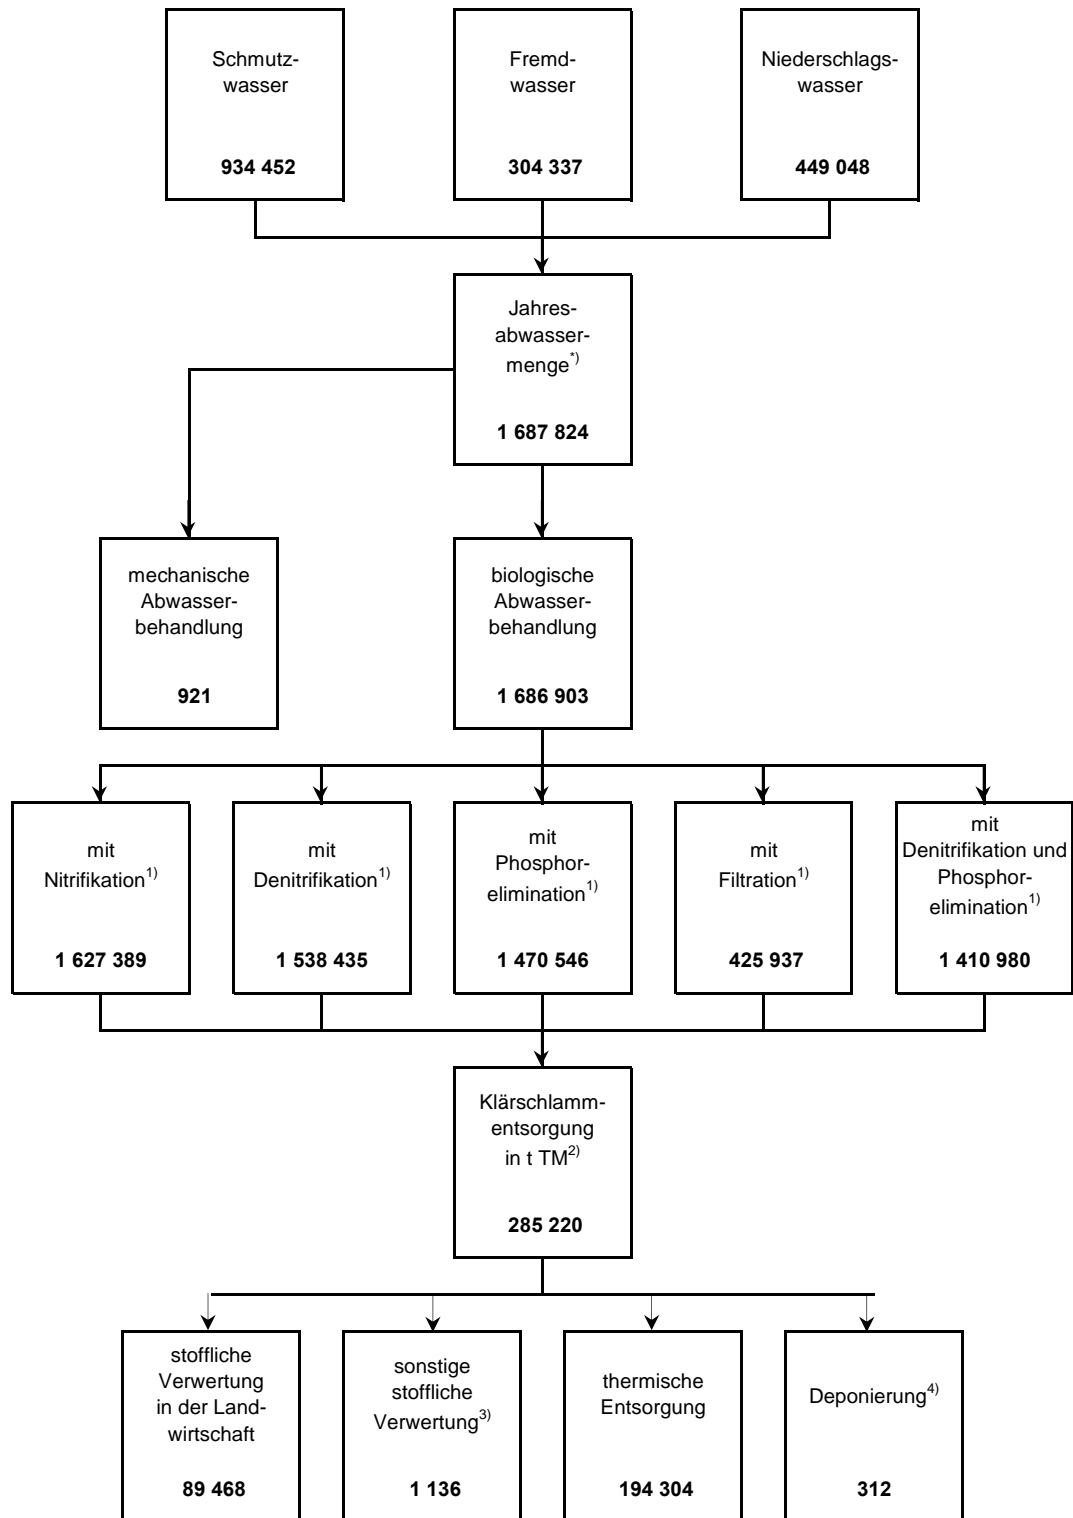 Schmutz-
wasser
934 452
Fremd-
wasser
304 337
Niederschlags-
wasser
449 048
Jahres-
abwasser-
menge*)
1 687 824
mechanische
Abwasser-
behandlung
921
biologische
Abwasser-
behandlung
1 686 903
mit
Nitrifikation1)
1 627 389
mit
Denitrifikation1)
1 538 435
mit
Phosphor-
elimination1)
1 470 546
mit
Filtration1)
425 937
mit
Denitrifikation und
Phosphor-
elimination1)
1 410 980
Klärschlamm-
entsorgung
in t TM2)
285 220
stoffliche
Verwertung
in der Land-
wirtschaft
89 468
sonstige
stoffliche
Verwertung3)
1 136
thermische
Entsorgung
194 304
Deponierung4)
312